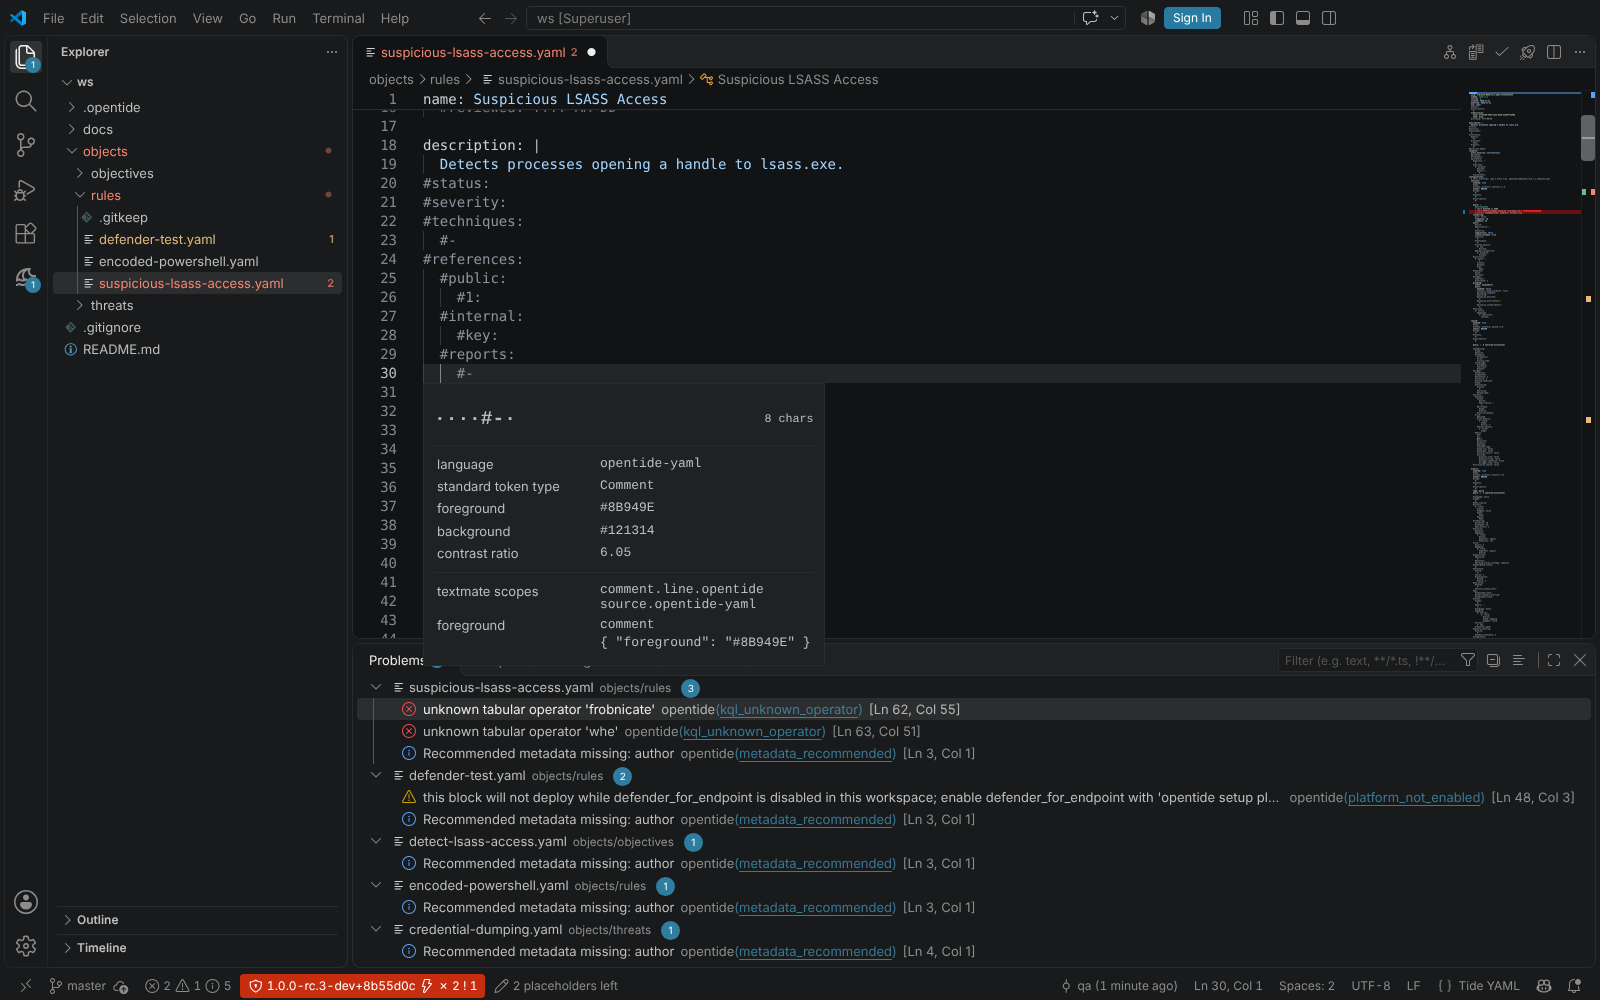 File Edit Selection View Go Run Terminal Help
ws [Superuser]
Sign In
Explorer
ws
.opentide
docs
objects
objectives
rules
.gitkeep
defender-test.yaml 1
encoded-powershell.yaml
suspicious-lsass-access.yaml 2
threats
.gitignore
README.md
Outline
Timeline
1
1
suspicious-lsass-access.yaml 2
objects > rules > suspicious-lsass-access.yaml > Suspicious LSASS Access
1 name: Suspicious LSASS Access
17
18 description: |
19 Detects processes opening a handle to lsass.exe.
20 #status:
21 #severity:
22 #techniques:
23 #-
24 #references:
25 #public:
26 #1:
27 #internal:
28 #key:
29 #reports:
30 #-
31
32
33
34
35
36
37
38
39
40
41
42
43
44
····#-·· 8 chars
language opentide-yaml
standard token type Comment
foreground #8B949E
background #121314
contrast ratio 6.05
textmate scopes comment.line.opentide
source.opentide-yaml
foreground comment
{ "foreground": "#8B949E" }
Problems
Filter (e.g. text, **/*.ts, !**/...
suspicious-lsass-access.yaml objects/rules 3
unknown tabular operator 'frobnicate' opentide(kql_unknown_operator) [Ln 62, Col 55]
unknown tabular operator 'whe' opentide(kql_unknown_operator) [Ln 63, Col 51]
Recommended metadata missing: author opentide(metadata_recommended) [Ln 3, Col 1]
defender-test.yaml objects/rules 2
this block will not deploy while defender_for_endpoint is disabled in this workspace; enable defender_for_endpoint with 'opentide setup pl... opentide(platform_not_enabled) [Ln 48, Col 3]
Recommended metadata missing: author opentide(metadata_recommended) [Ln 3, Col 1]
detect-lsass-access.yaml objects/objectives 1
Recommended metadata missing: author opentide(metadata_recommended) [Ln 3, Col 1]
encoded-powershell.yaml objects/rules 1
Recommended metadata missing: author opentide(metadata_recommended) [Ln 3, Col 1]
credential-dumping.yaml objects/threats 1
Recommended metadata missing: author opentide(metadata_recommended) [Ln 4, Col 1]
master 2 1 5 1.0.0-rc.3-dev+8b55d0c × 2 ! 1 2 placeholders left qa (1 minute ago) Ln 30, Col 1 Spaces: 2 UTF-8 LF { } Tide YAML